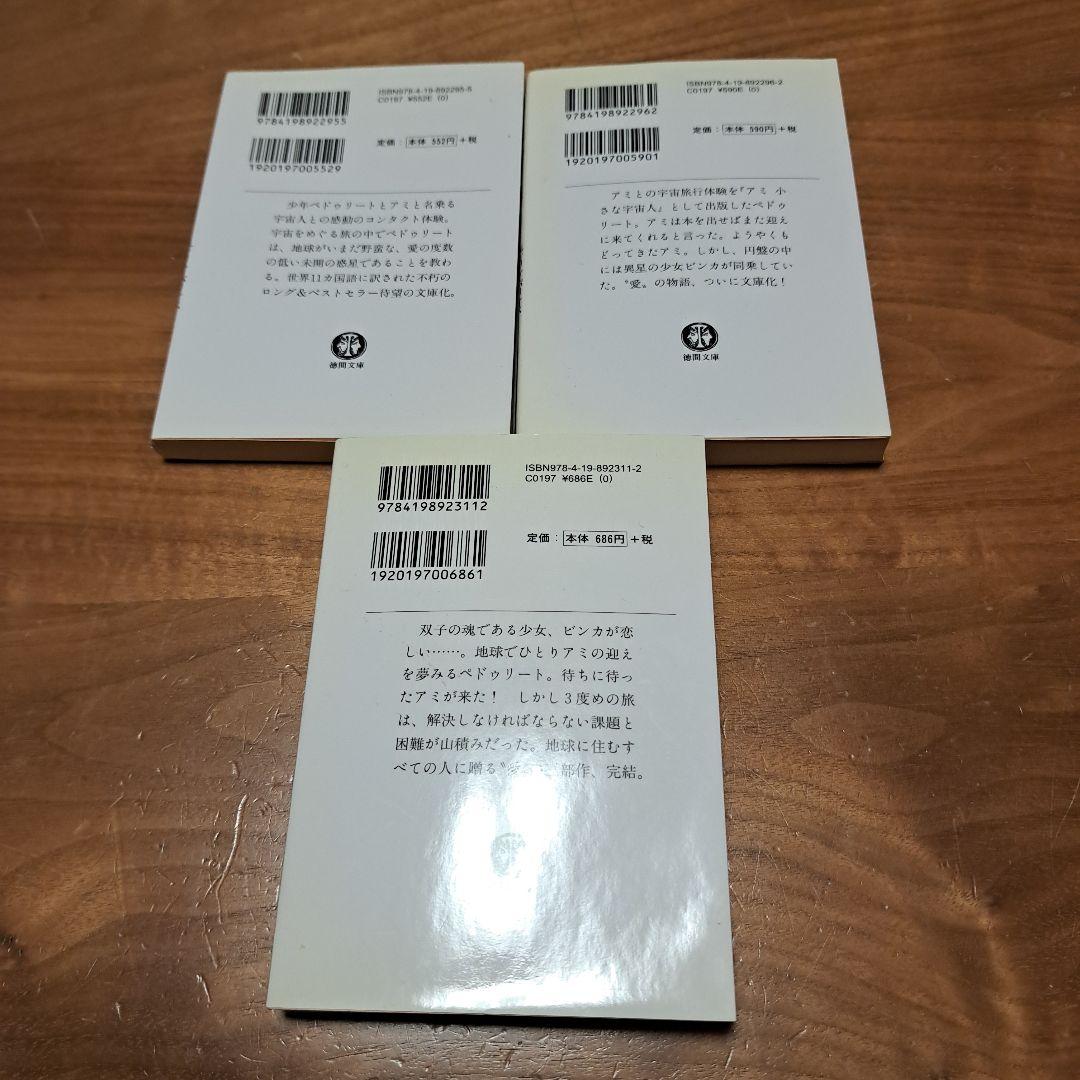 ISBN978-4-19-892295-5
C0197 ¥552E (0)
9784198922955
定価：本体 552円＋税
1920197005529
少年ペドゥリートとアミと名乗る
宇宙人との感動のコンタクト体験。
宇宙をめぐる旅の中でペドゥリート
は、地球がいまだ野蛮な、愛の度数
の低い未開の惑星であることを教わ
る。世界11カ国語に訳された不朽の
ロング&ベストセラー待望の文庫化。
徳間文庫
ISBN978-4-19-892296-2
C0197 ¥590E (0)
9784198922962
定価：本体 590円＋税
1920197005901
アミとの宇宙旅行体験を『アミ 小
さな宇宙人』として出版したペドゥ
リート。アミは本を出せばまた迎え
に来てくれると言った。ようやくも
どってきたアミ。しかし、円盤の中
には異星の少女ビンカが同乗してい
た。〝愛〟の物語、ついに文庫化！
徳間文庫
ISBN978-4-19-892311-2
C0197 ¥686E (0)
9784198923112
定価：本体 686円＋税
1920197006861
双子の魂である少女、ビンカが恋
しい……。地球でひとりアミの迎え
を夢みるペドゥリート。待ちに待っ
たアミが来た！ しかし３度めの旅
は、解決しなければならない課題と
困難が山積みだった。地球に住むす
べての人に贈る 部作、完結。